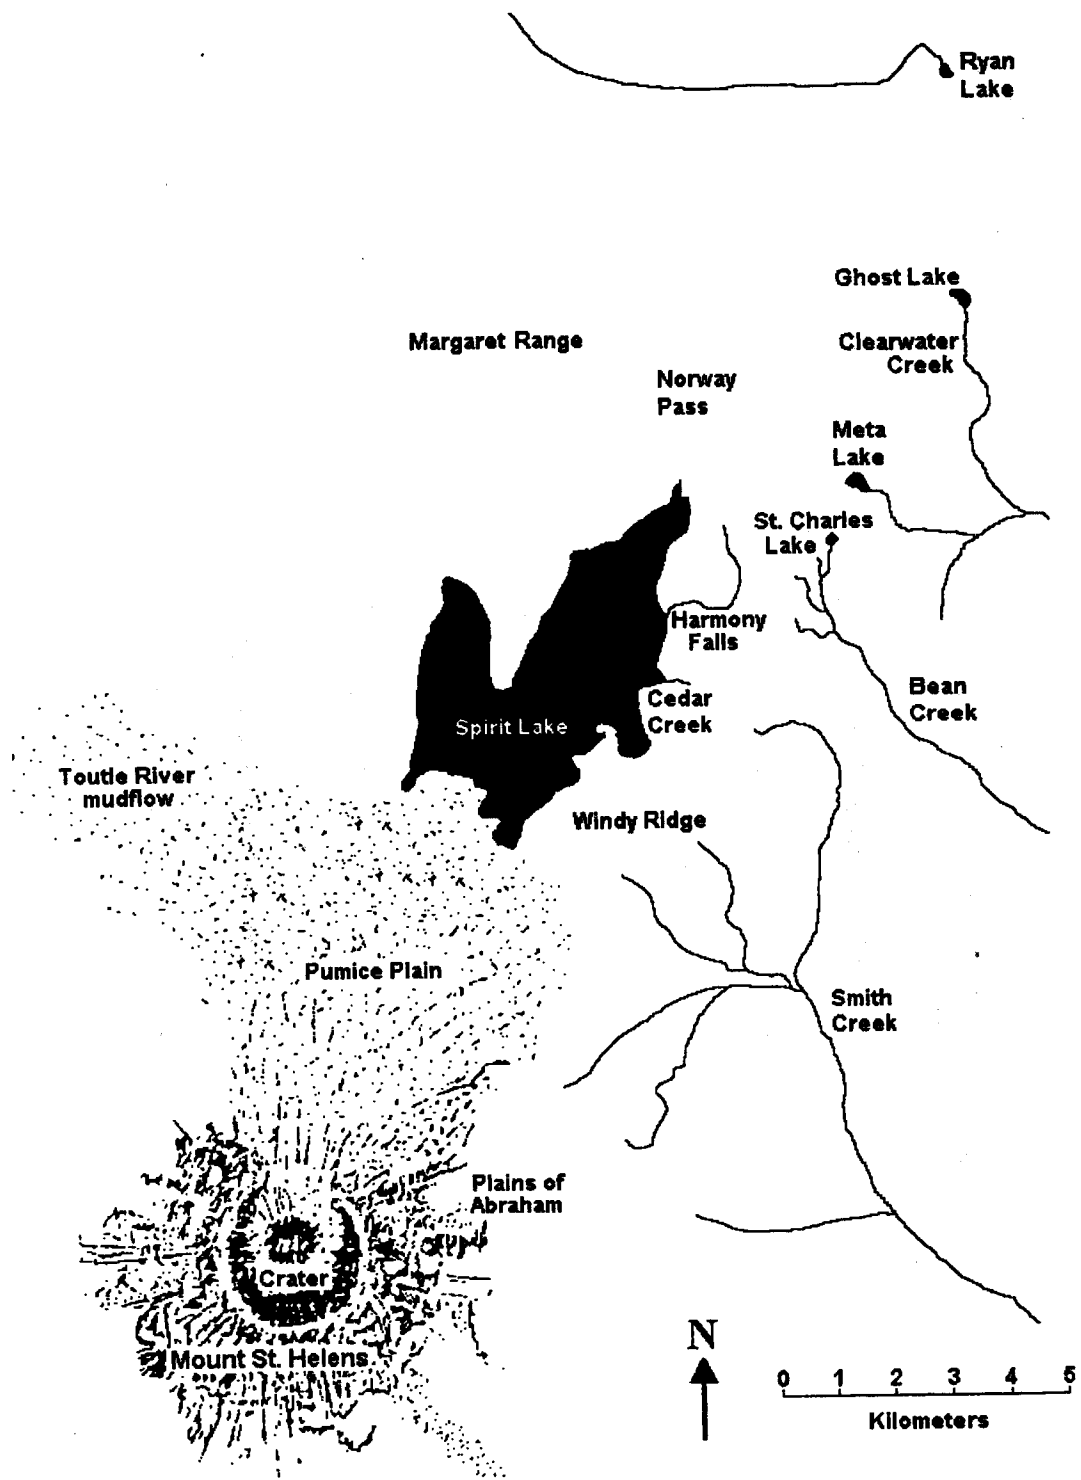 Ryan
Lake
Ghost Lake
Clearwater
Creek
Margaret Range
Norway
Pass
Meta
Lake
St. Charles
Lake
Harmony
Falls
Bean
Creek
Cedar
Creek
Spirit Lake
Toutle River
mudflow
Windy Ridge
Pumice Plain
Smith
Creek
Plains of
Abraham
Crater
Mount St. Helens
N
0 1 2 3 4 5
Kilometers